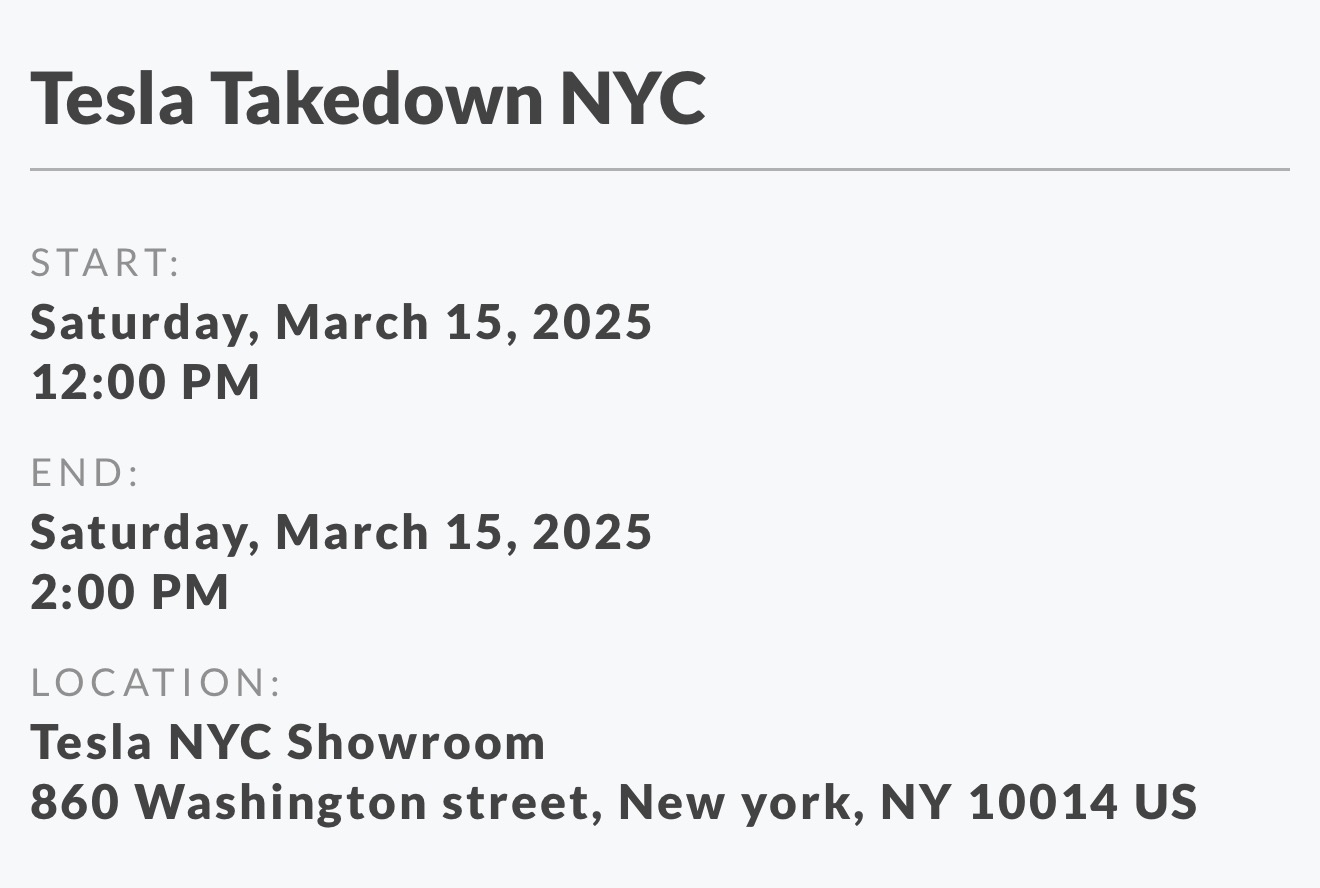 Tesla Takedown NYC
START:
Saturday, March 15, 2025
12:00 PM
END:
Saturday, March 15, 2025
2:00 PM
LOCATION:
Tesla NYC Showroom
860 Washington street, New york, NY 10014 US